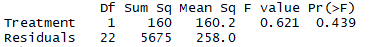 Df Sum Sq Mean Sq F value Pr(>F)
Treatment 1 160 160.2 0.621 0.439
Residuals 22 5675 258.0